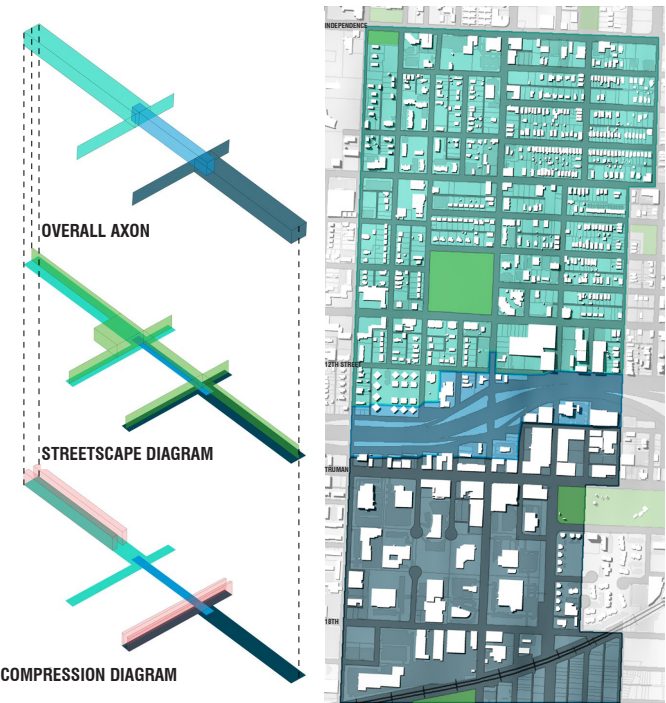 INDEPENDENCE
OVERALL AXON
12TH STREET
STREETSCAPE DIAGRAM
TRUMAN
18TH
COMPRESSION DIAGRAM